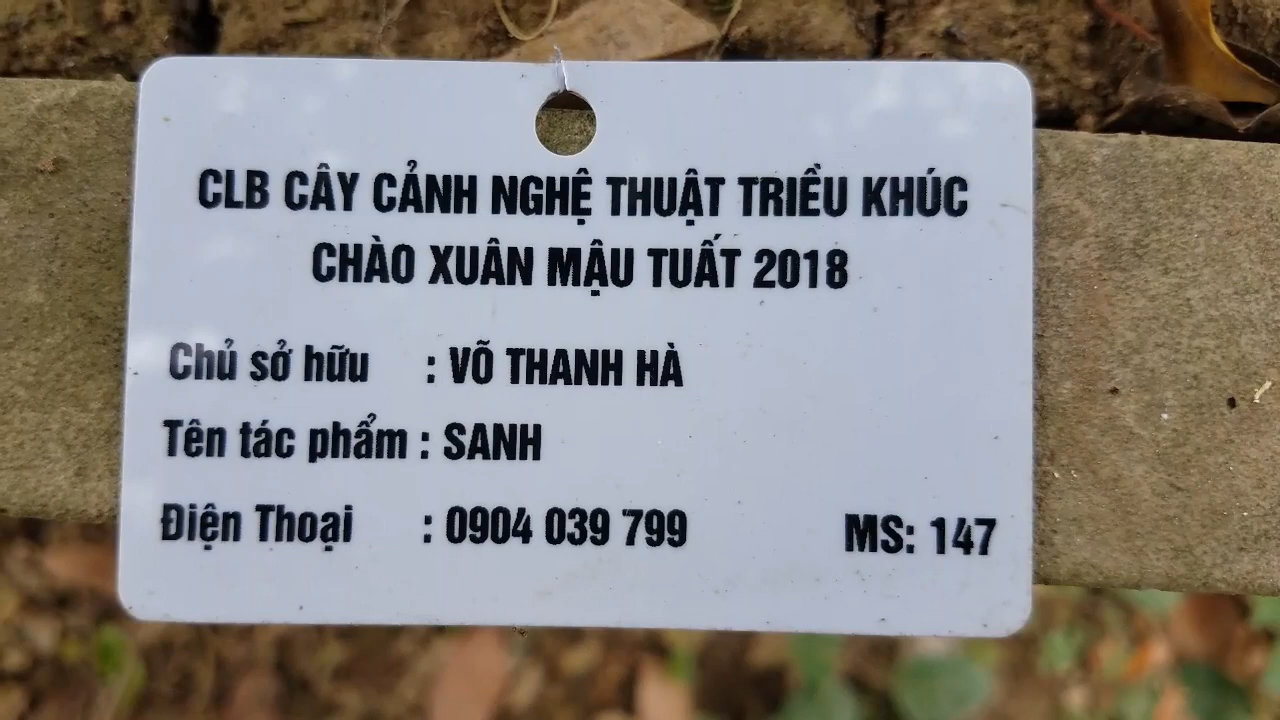 CLB CÂY CẢNH NGHỆ THUẬT TRIỀU KHÚC
CHÀO XUÂN MẬU TUẤT 2018
Chủ sở hữu : VÕ THANH HÀ
Tên tác phẩm : SANH
Điện Thoại : 0904 039 799 MS: 147